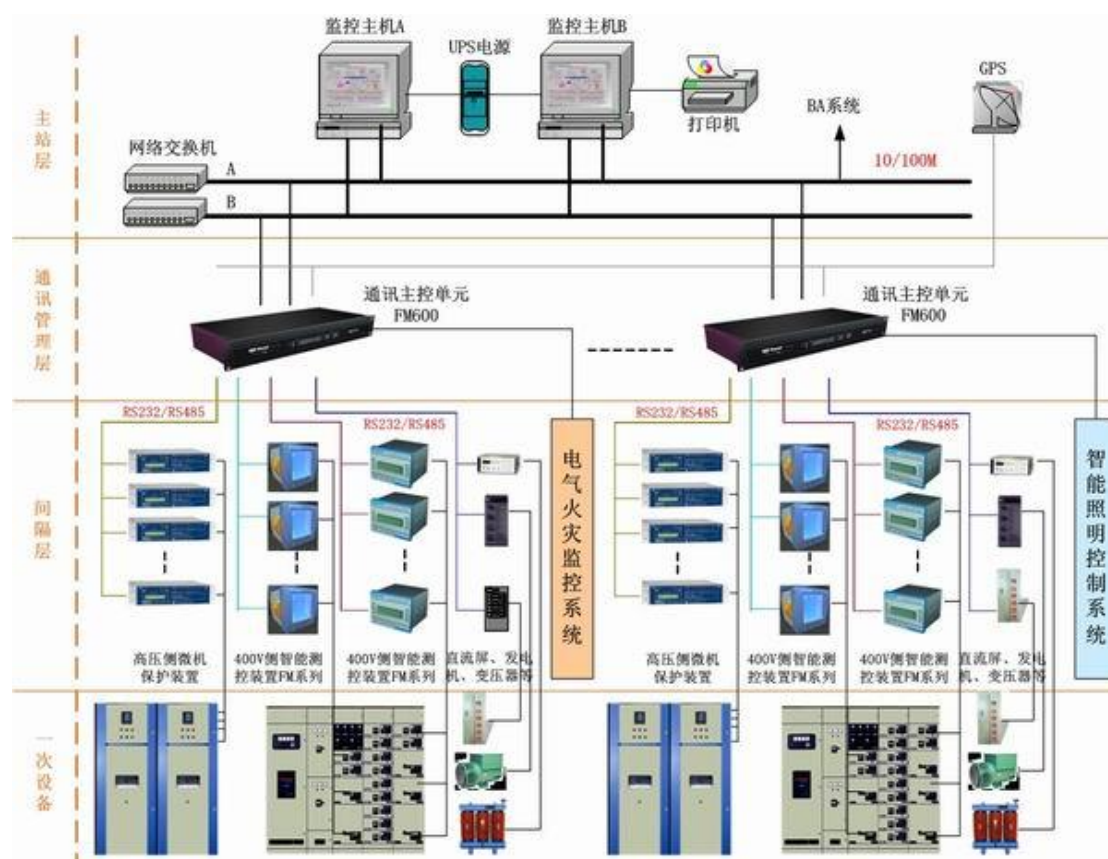 监控主机A
监控主机B
UPS电源
GPS
打印机
BA系统
网络交换机
A
10/100M
B
主站层
通讯主控单元
FM600
通讯主控单元
FM600
通讯管理层
RS232/RS485
RS232/RS485
RS232/RS485
RS232/RS485
电气火灾监控系统
智能照明控制系统
间隔层
高压侧微机
保护装置
400V侧智能测
控装置FM系列
400V侧智能测
控装置FM系列
直流屏、发电
机、变压器等
高压侧微机
保护装置
400V侧智能测
控装置FM系列
400V侧智能测
控装置FM系列
直流屏、发电
机、变压器等
一次设备